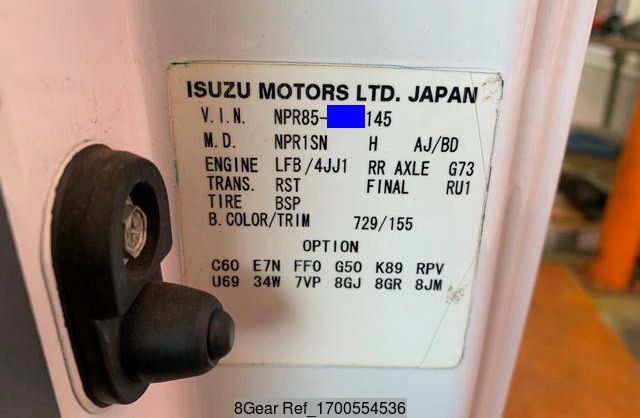 ISUZU MOTORS LTD. JAPAN
V.I.N. NPR85- 145
M.D. NPR1SN H AJ/BD
ENGINE LFB/4JJ1 RR AXLE G73
TRANS. RST FINAL RU1
TIRE BSP
B.COLOR/TRIM 729/155
OPTION
C60 E7N FF0 G50 K89 RPV
U69 34W 7VP 8GJ 8GR 8JM
8Gear Ref_1700554536